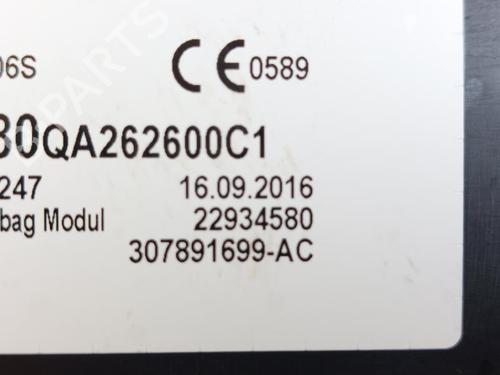 06S CE 0589
30QA262600C1
247 16.09.2016
bag Modul 22934580
307891699-AC